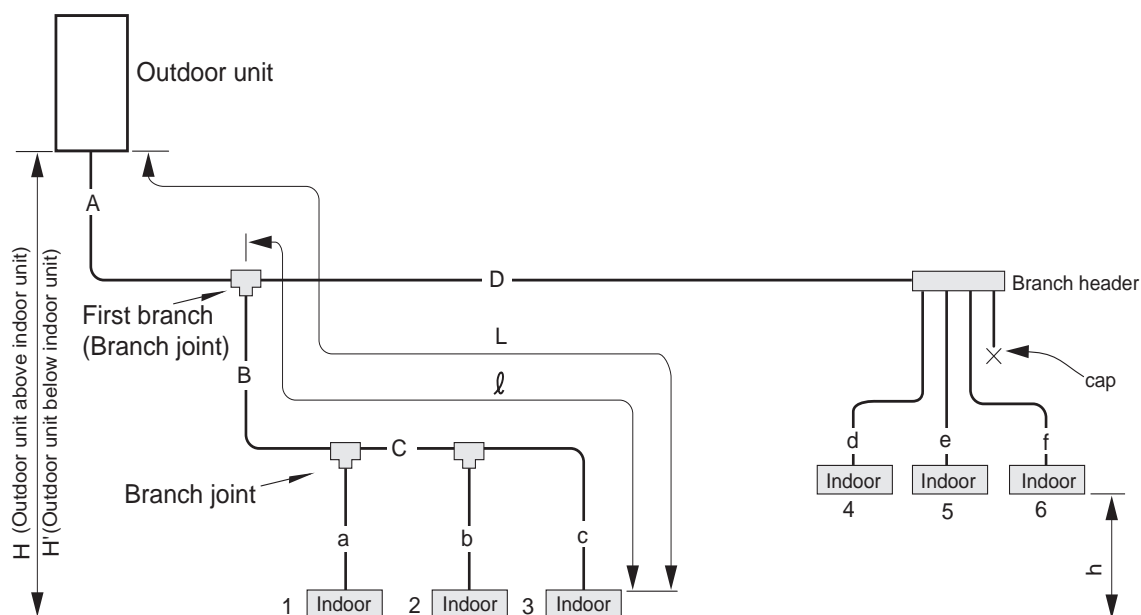 Outdoor unit
A
H (Outdoor unit above indoor unit)
H'(Outdoor unit below indoor unit)
D
Branch header
First branch
(Branch joint)
L
B
ℓ
cap
C
d
e
f
Indoor
Indoor
Indoor
4
5
6
Branch joint
a
b
c
h
1
Indoor
2
Indoor
3
Indoor